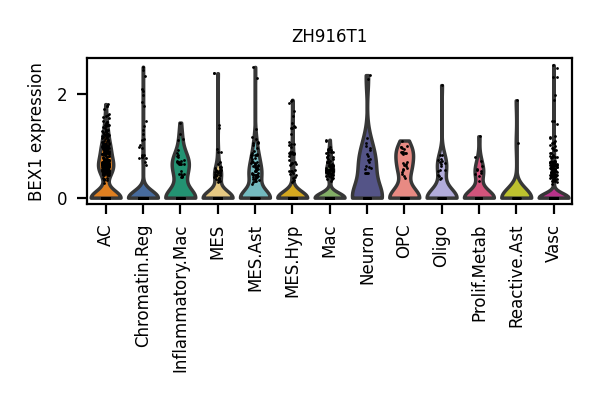 ZH916T1
BEX1 expression
2
0
AC
Chromatin.Reg
Inflammatory.Mac
MES
MES.Ast
MES.Hyp
Mac
Neuron
OPC
Oligo
Prolif.Metab
Reactive.Ast
Vasc